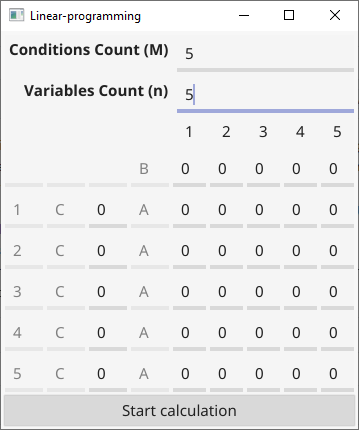 Linear-programming
Conditions Count (M) 5
Variables Count (n) 5
1 2 3 4 5
B 0 0 0 0 0
1 C 0 A 0 0 0 0 0
2 C 0 A 0 0 0 0 0
3 C 0 A 0 0 0 0 0
4 C 0 A 0 0 0 0 0
5 C 0 A 0 0 0 0 0
Start calculation